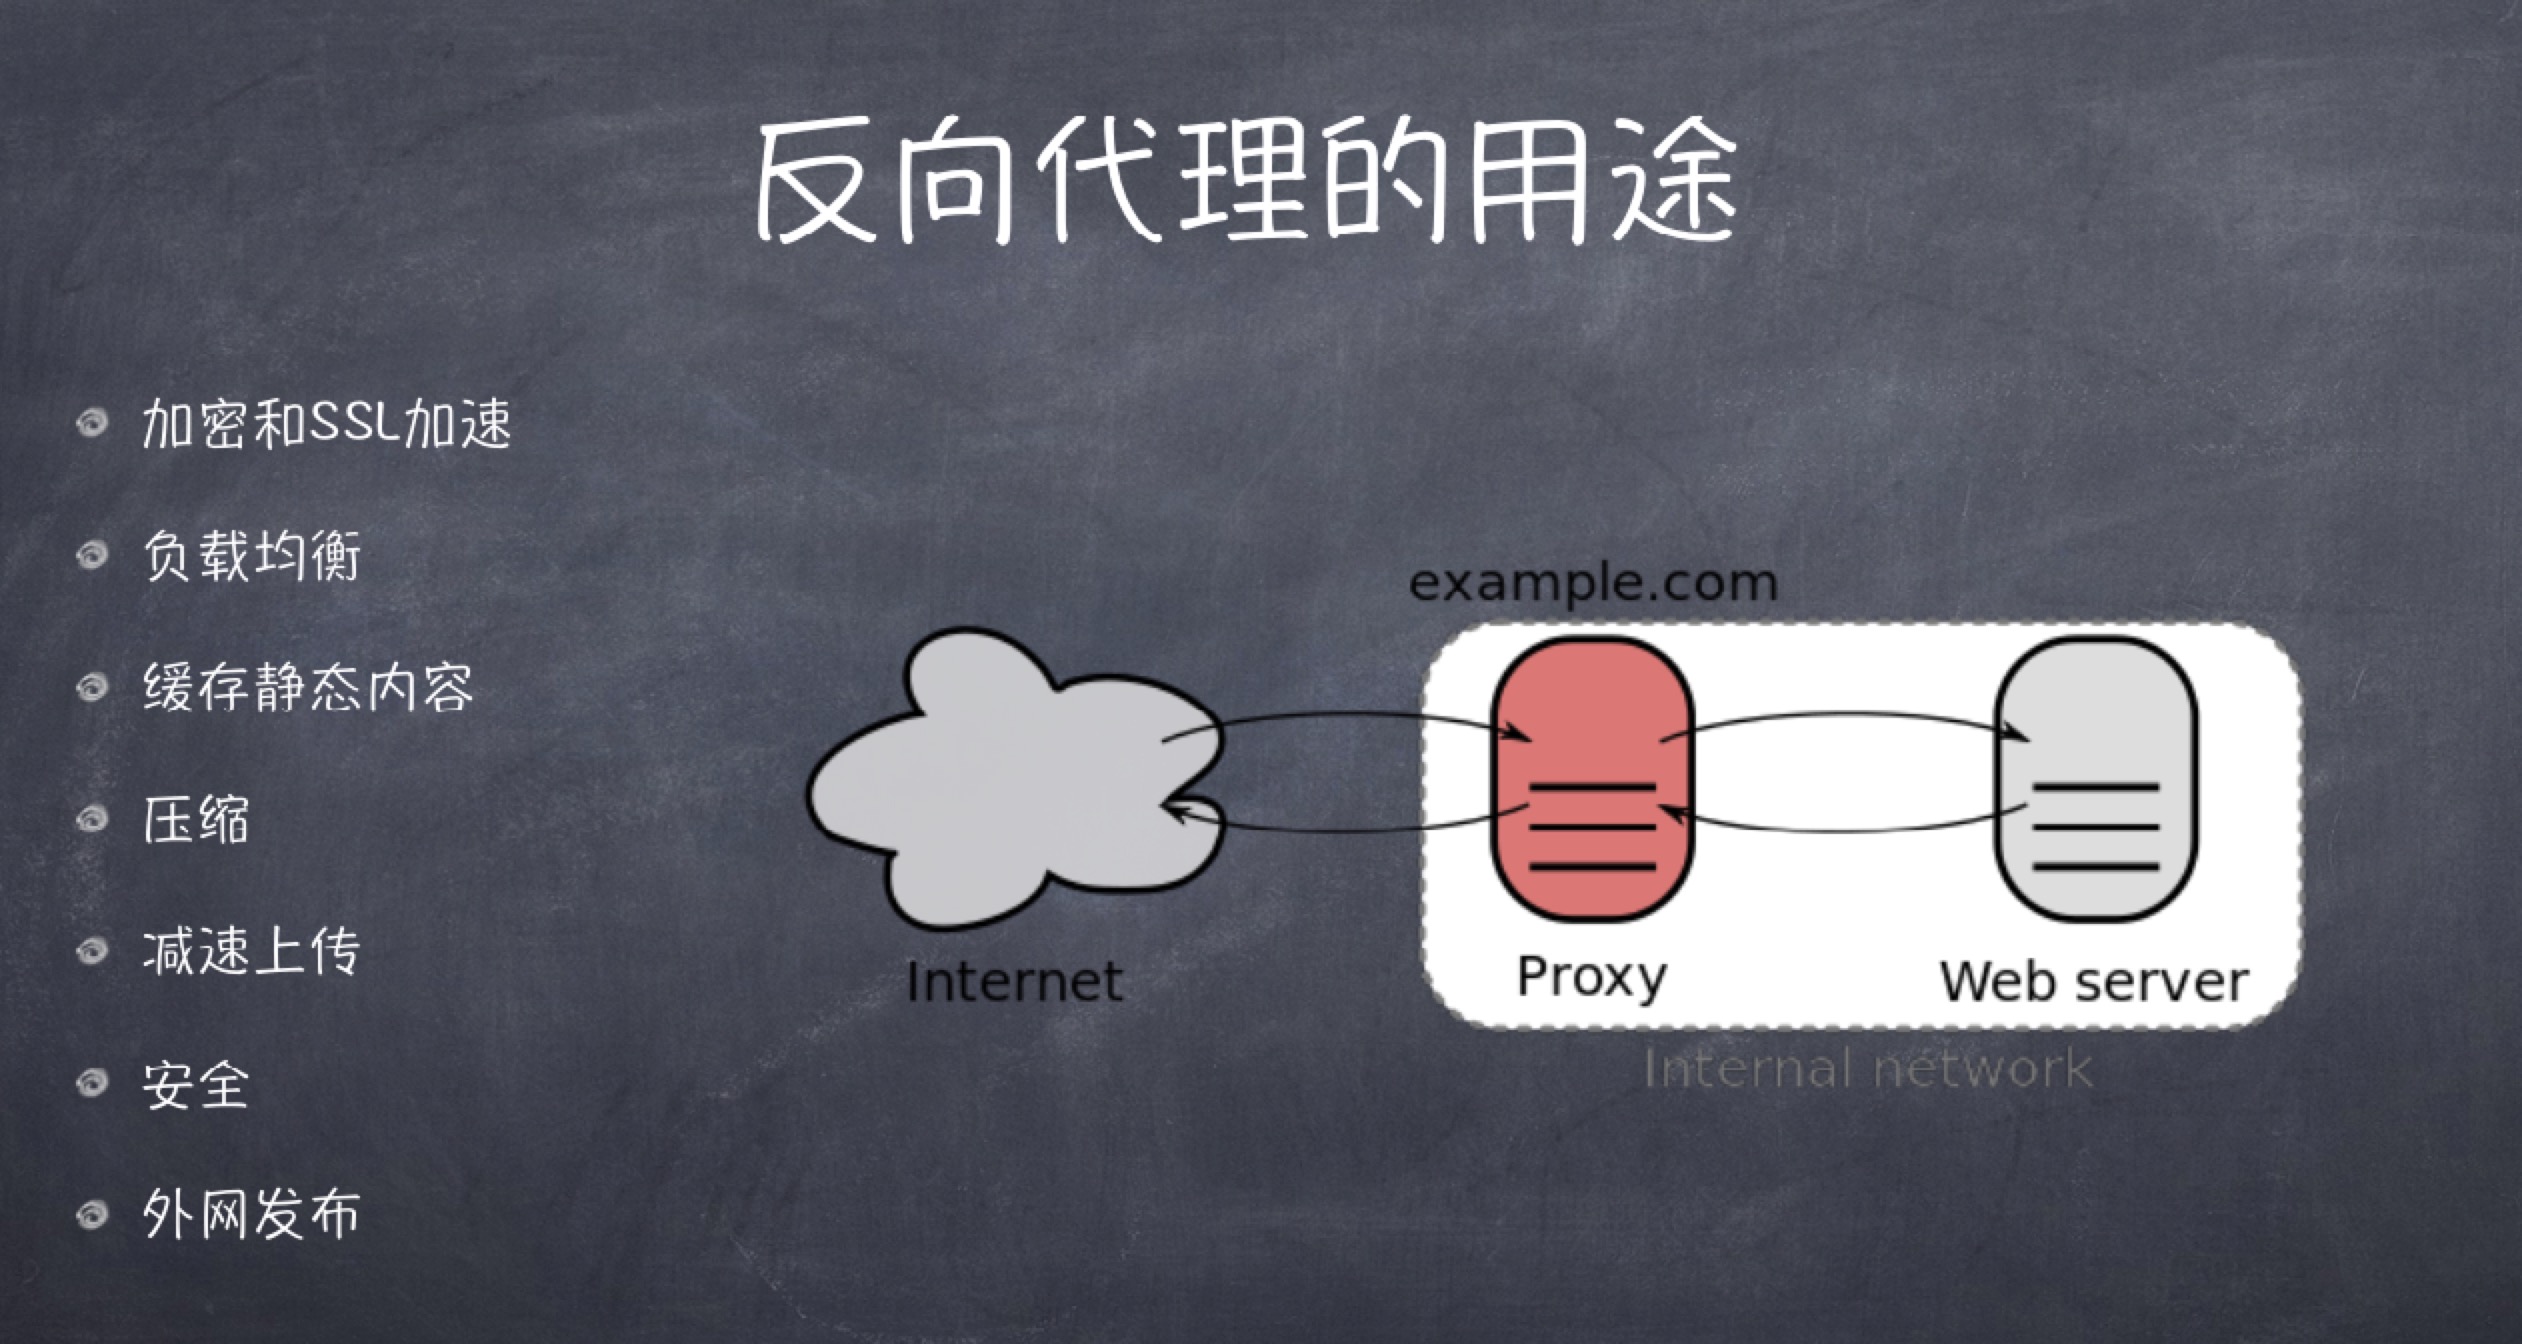 反向代理的用途
加密和SSL加速
负载均衡
缓存静态内容
压缩
减速上传
安全
外网发布
example.com
Internet
Proxy
Web server
Internal network